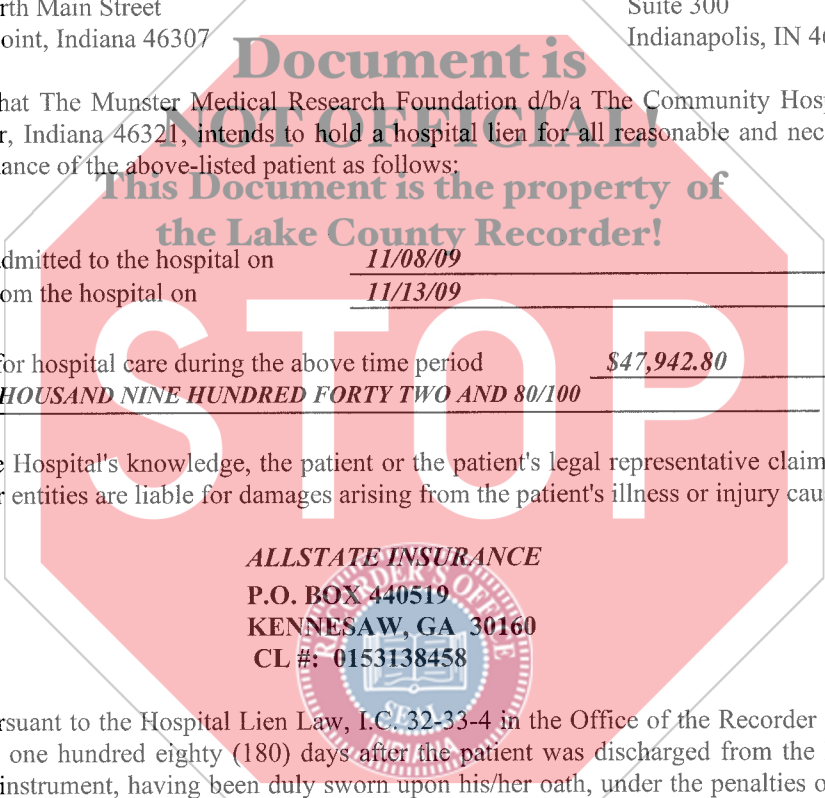 rth Main Street Suite 300
oint, Indiana 46307 Indianapolis, IN 46
Document is
hat The Munster Medical Research Foundation d/b/a The Community Hosp
NOT OFFICIAL!
r, Indiana 46321, intends to hold a hospital lien for all reasonable and nec
ance of the above-listed patient as follows:
This Document is the property of
the Lake County Recorder!
dmitted to the hospital on 11/08/09
om the hospital on 11/13/09
STOP
for hospital care during the above time period $47,942.80
HOUSAND NINE HUNDRED FORTY TWO AND 80/100
e Hospital's knowledge, the patient or the patient's legal representative claim
r entities are liable for damages arising from the patient's illness or injury cau
ALLSTATE INSURANCE
P.O. BOX 440519
KENNESAW, GA 30160
CL #: 0153138458
RECORDER'S OFFICE
SEAL
INDIANA
rsuant to the Hospital Lien Law, I.C. 32-33-4 in the Office of the Recorder
one hundred eighty (180) days after the patient was discharged from the
instrument, having been duly sworn upon his/her oath, under the penalties o